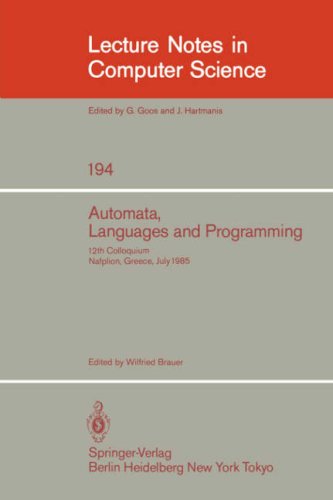 Lecture Notes in
Computer Science
Edited by G. Goos and J. Hartmanis
194
Automata,
Languages and Programming
12th Colloquium
Nafplion, Greece, July 1985
Edited by Wilfried Brauer
Springer-Verlag
Berlin Heidelberg New York Tokyo